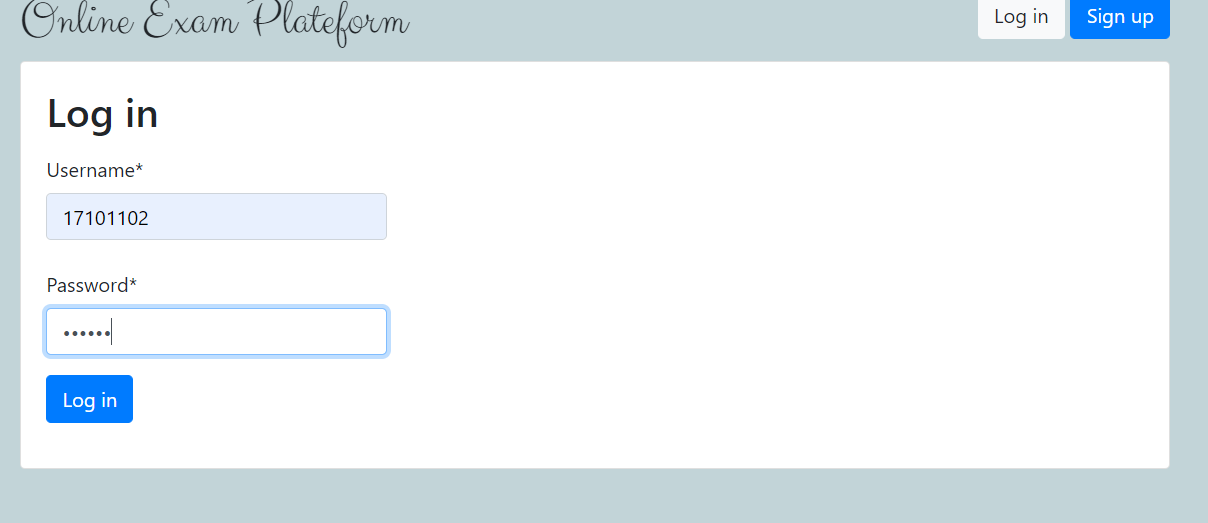 Online Exam Plateform
Log in Sign up
Log in
Username*
17101102
Password*
••••••
Log in